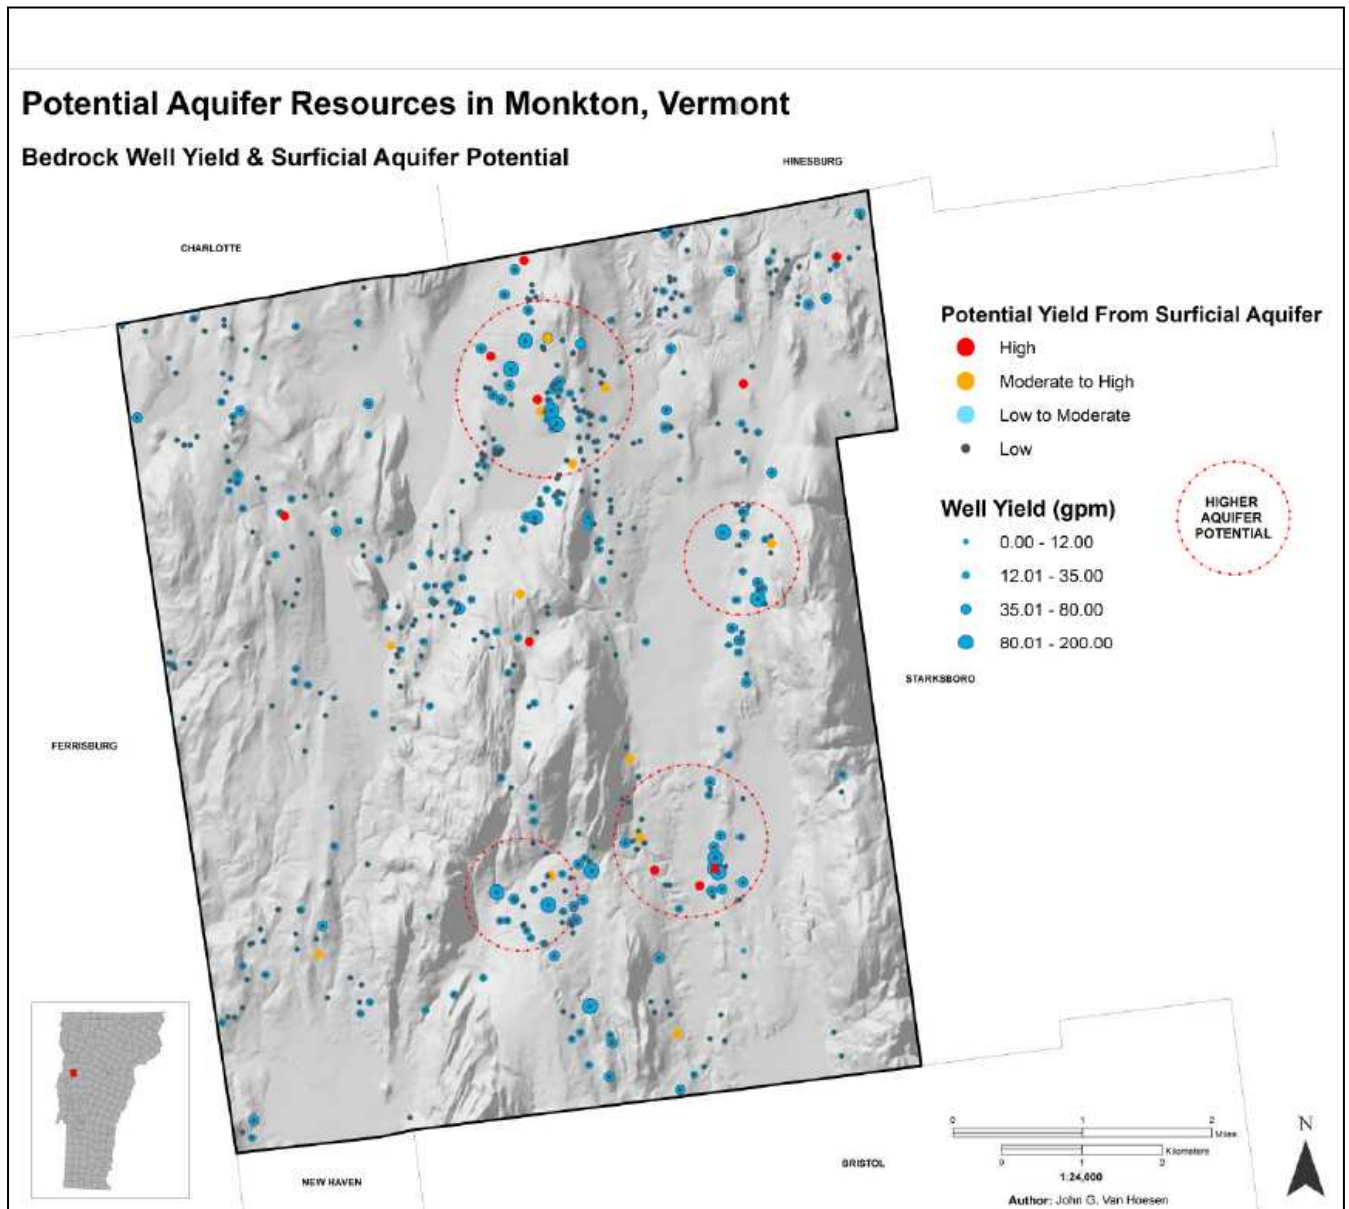 Potential Aquifer Resources in Monkton, Vermont
Bedrock Well Yield & Surficial Aquifer Potential
HINESBURG
CHARLOTTE
Potential Yield From Surficial Aquifer
High
Moderate to High
Low to Moderate
Low
HIGHER
AQUIFER
POTENTIAL
Well Yield (gpm)
0.00 - 12.00
12.01 - 35.00
35.01 - 80.00
80.01 - 200.00
STARKSBORO
FERRISBURG
NEW HAVEN
BRISTOL
0 1 2
Miles
Kilometers
0 1 2
1:24,000
Author: John G. Van Hoesen
N